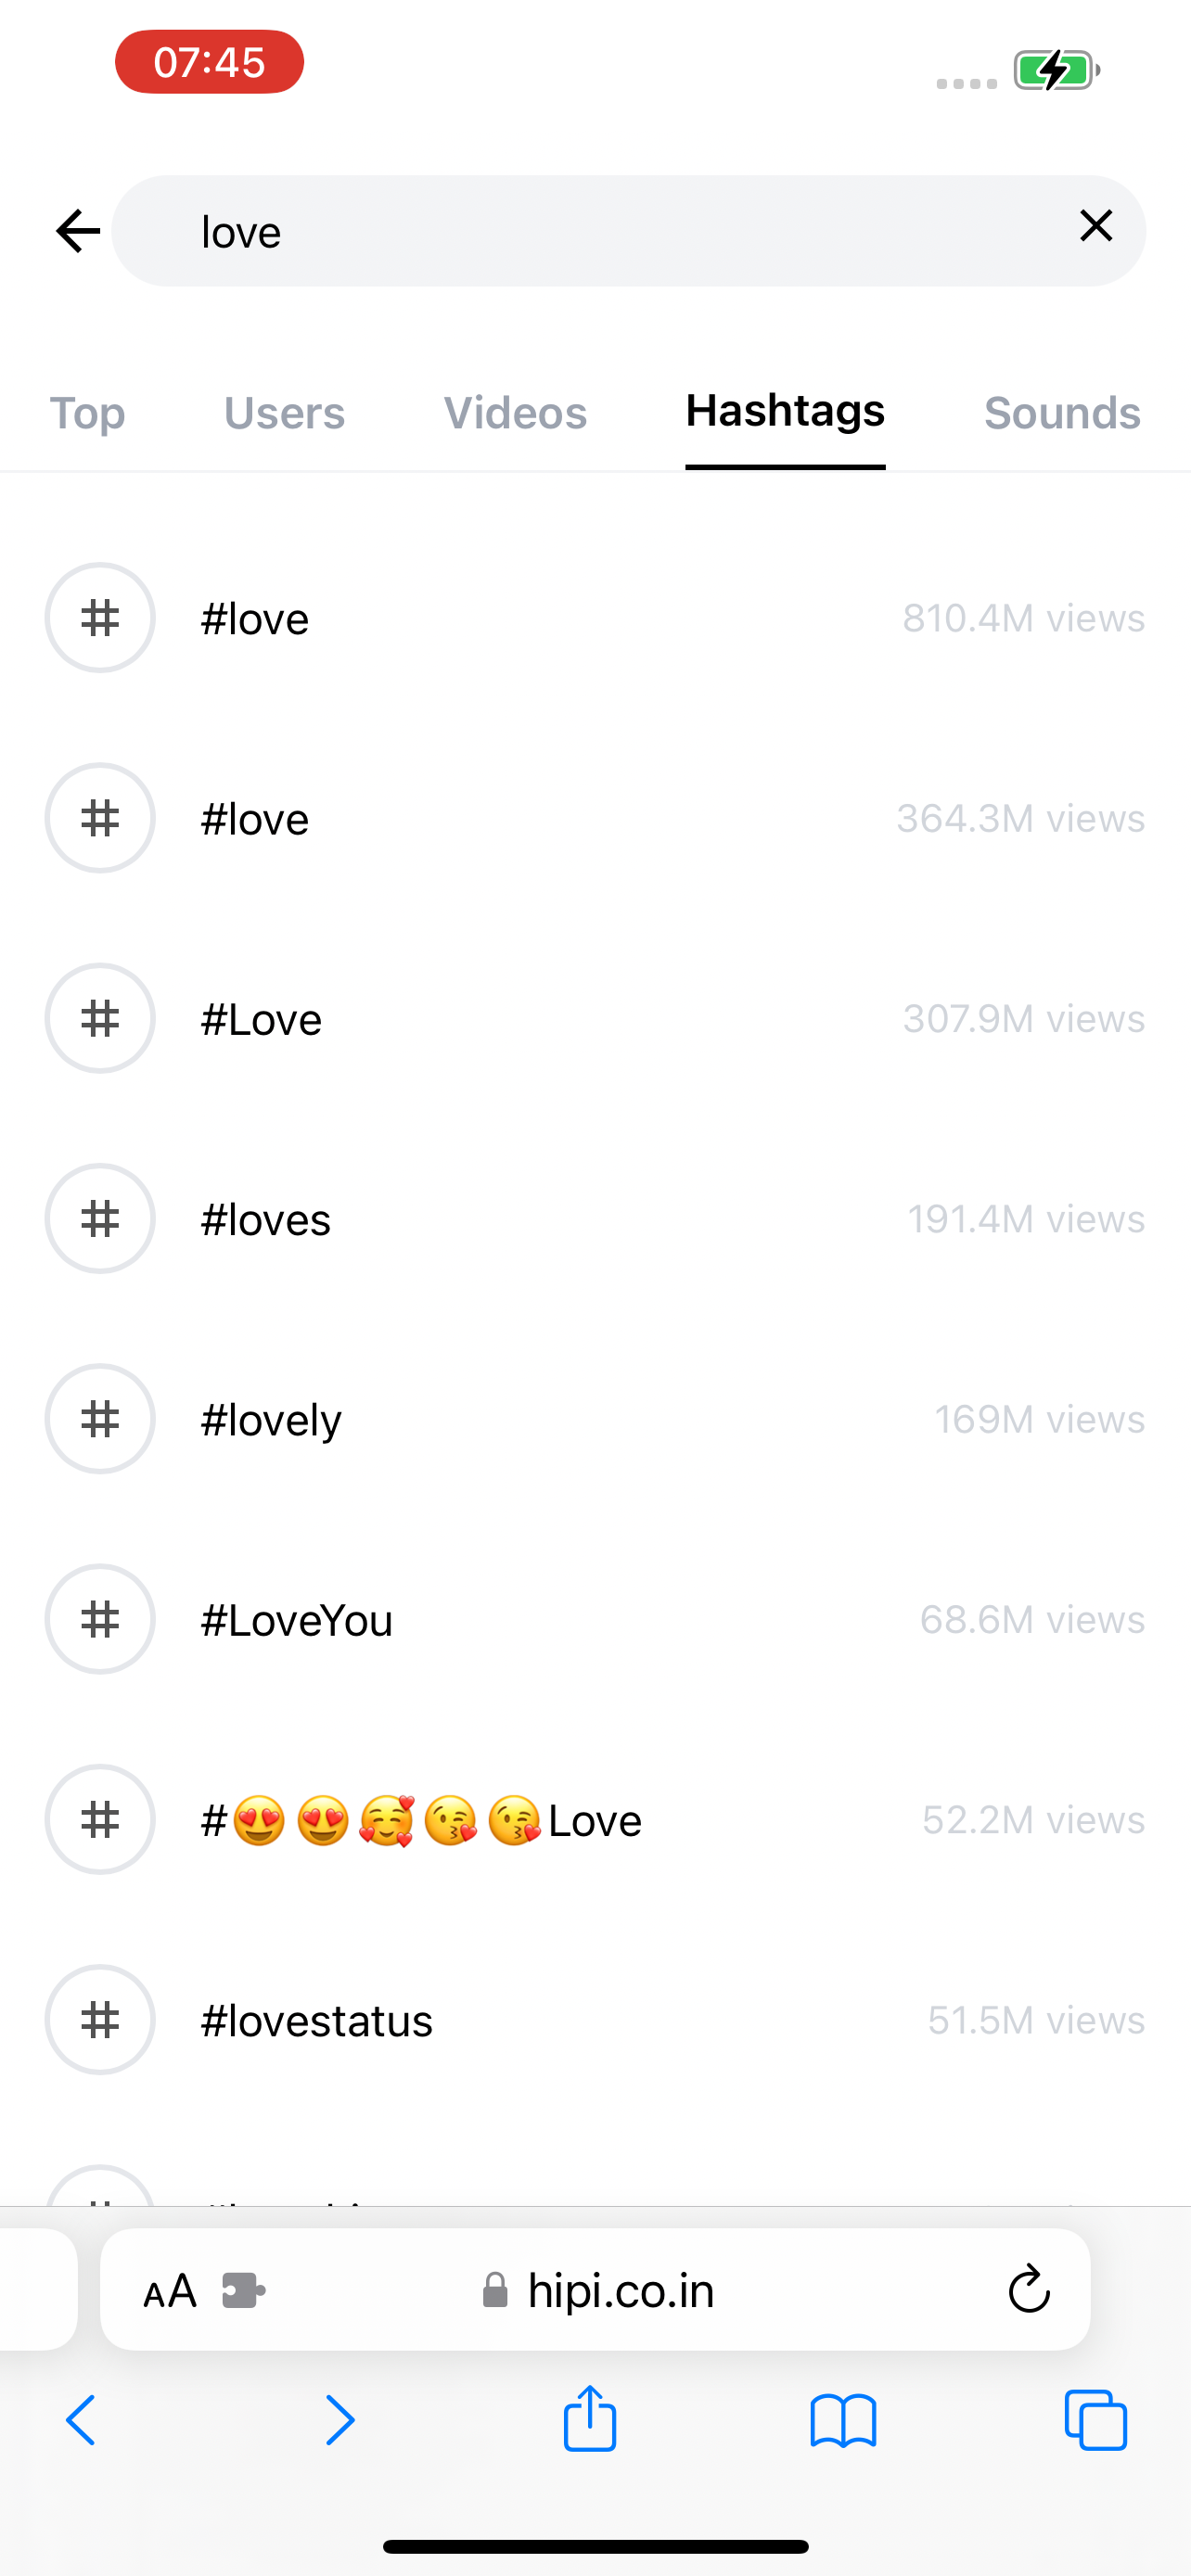 07:45
love
Top Users Videos Hashtags Sounds
#love 810.4M views
#love 364.3M views
#Love 307.9M views
#loves 191.4M views
#lovely 169M views
#LoveYou 68.6M views
#😍😍🥰😘😘Love 52.2M views
#lovestatus 51.5M views
AA hipi.co.in